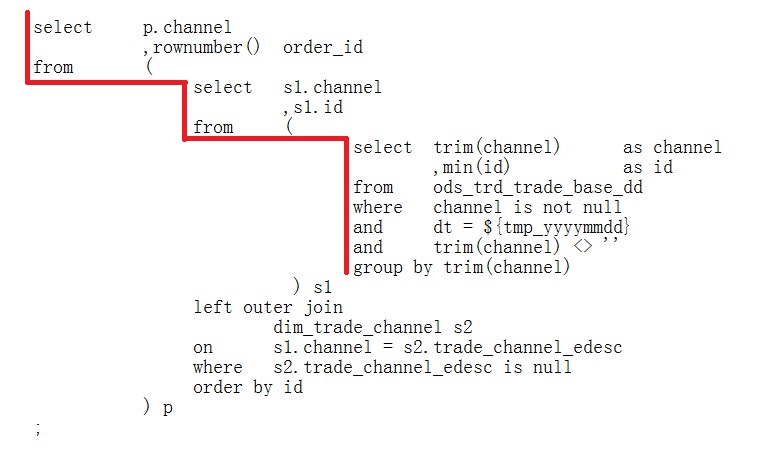 select p.channel
,rownumber() order_id
from (
select s1.channel
,s1.id
from (
select trim(channel) as channel
,min(id) as id
from ods_trd_trade_base_dd
where channel is not null
and dt = ${tmp_yyyymmdd}
and trim(channel) <> ''
group by trim(channel)
) s1
left outer join
dim_trade_channel s2
on s1.channel = s2.trade_channel_edesc
where s2.trade_channel_edesc is null
order by id
) p
;